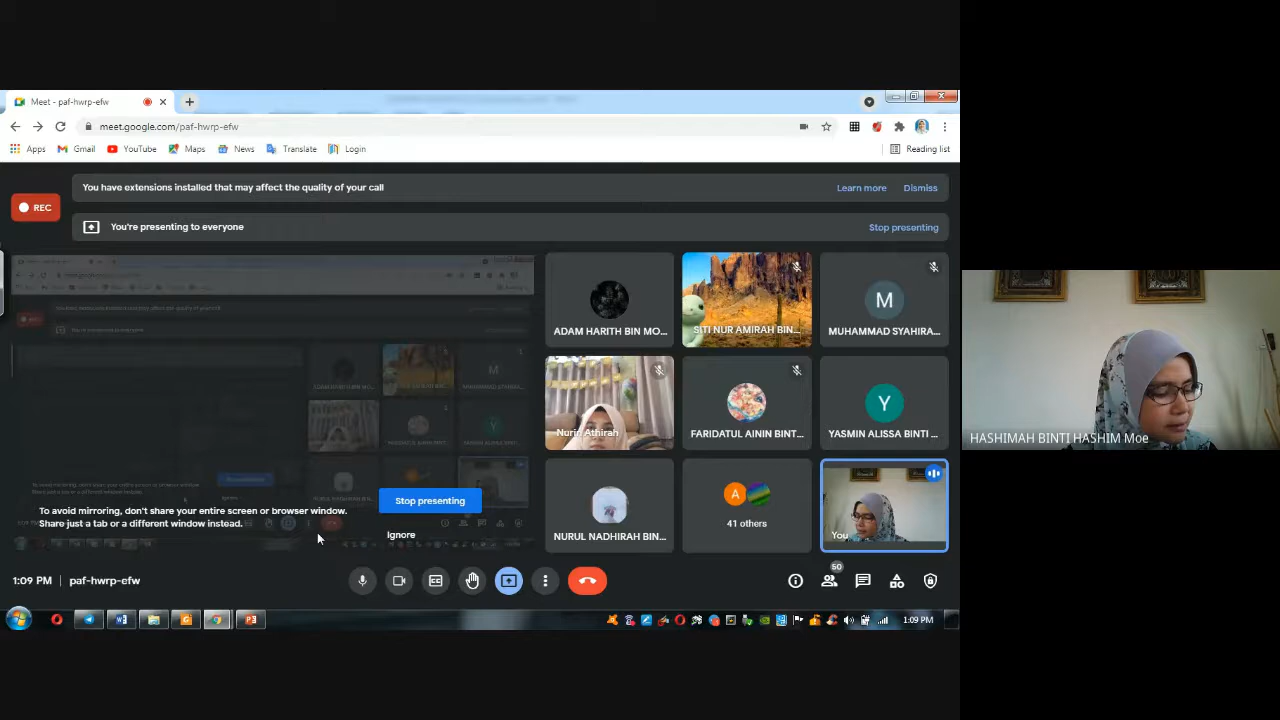 Meet - paf-hwrp-efw
meet.google.com/paf-hwrp-efw
Apps Gmail YouTube Maps News Translate Login Reading list
You have extensions installed that may affect the quality of your call Learn more Dismiss
REC
You're presenting to everyone Stop presenting
ADAM HARITH BIN MO...
SITI NUR AMIRAH BIN...
M
MUHAMMAD SYAHIRA...
Nurin Athirah
FARIDATUL AININ BINT...
Y
YASMIN ALISSA BINTI ...
HASHIMAH BINTI HASHIM Moe
To avoid mirroring, don't share your entire screen or browser window.
Share just a tab or a different window instead.
Stop presenting
Ignore
NURUL NADHIRAH BIN...
A
41 others
You
1:09 PM paf-hwrp-efw
50
1:09 PM